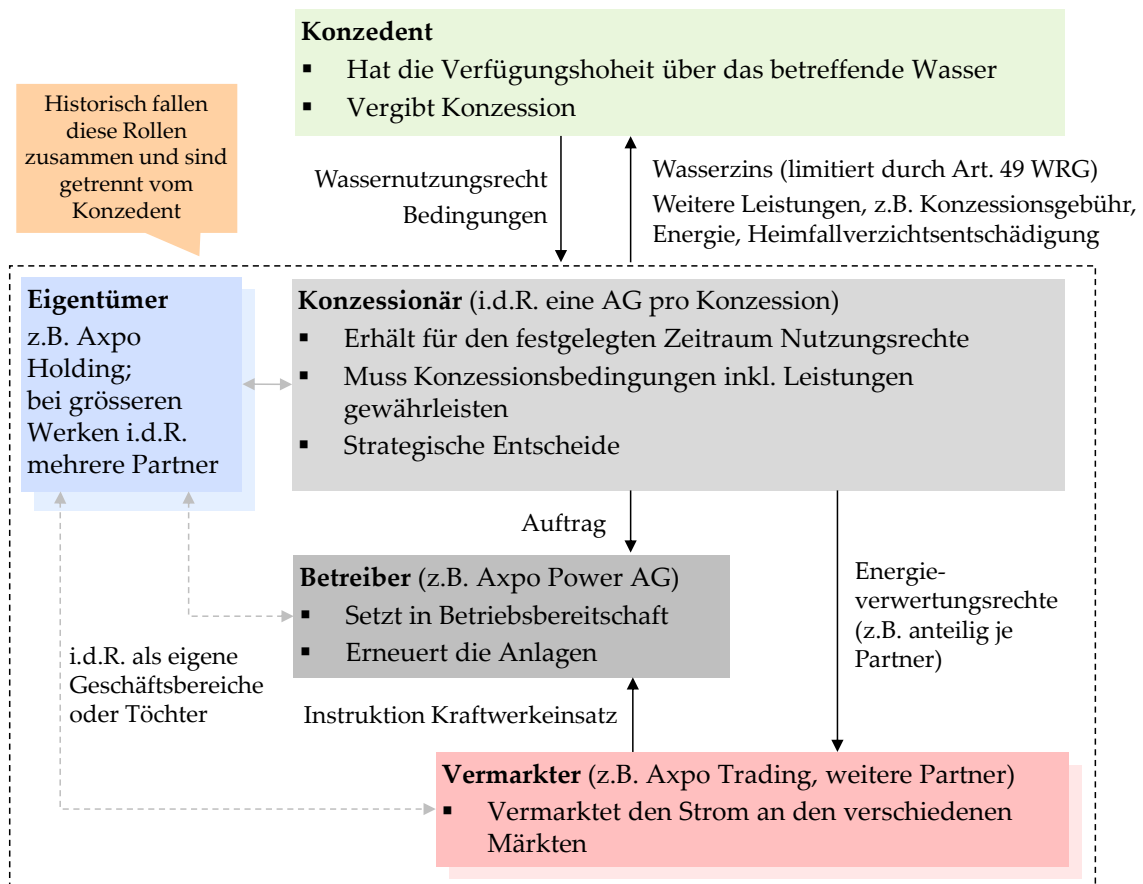 Konzedent
▪ Hat die Verfügungshoheit über das betreffende Wasser
▪ Vergibt Konzession
Historisch fallen
diese Rollen
zusammen und sind
getrennt vom
Konzedent
Wassernutzungsrecht
Bedingungen
Wasserzins (limitiert durch Art. 49 WRG)
Weitere Leistungen, z.B. Konzessionsgebühr,
Energie, Heimfallverzichtsentschädigung
Eigentümer
z.B. Axpo
Holding;
bei grösseren
Werken i.d.R.
mehrere Partner
Konzessionär (i.d.R. eine AG pro Konzession)
▪ Erhält für den festgelegten Zeitraum Nutzungsrechte
▪ Muss Konzessionsbedingungen inkl. Leistungen
gewährleisten
▪ Strategische Entscheide
Auftrag
Betreiber (z.B. Axpo Power AG)
▪ Setzt in Betriebsbereitschaft
▪ Erneuert die Anlagen
Energie-
verwertungsrechte
(z.B. anteilig je
Partner)
i.d.R. als eigene
Geschäftsbereiche
oder Töchter
Instruktion Kraftwerkeinsatz
Vermarkter (z.B. Axpo Trading, weitere Partner)
▪ Vermarktet den Strom an den verschiedenen
Märkten